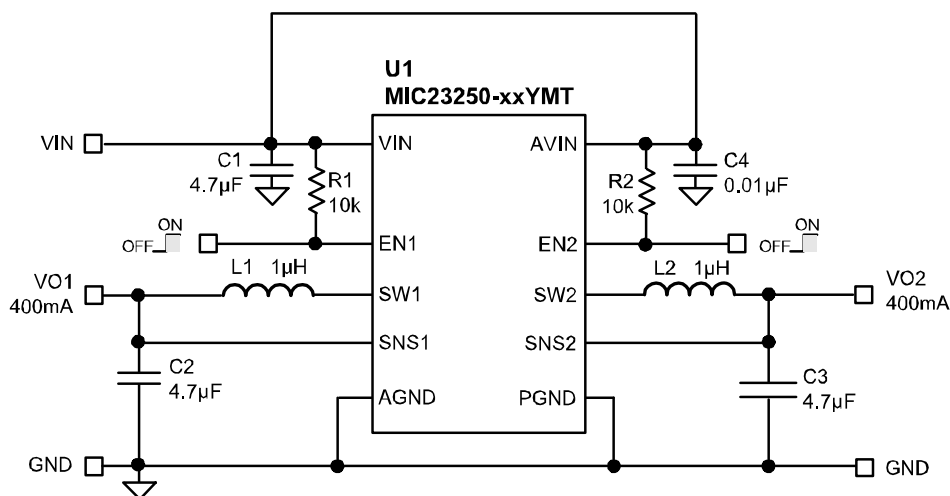 U1
MIC23250-xxYMT
VIN
VIN
AVIN
C1
4.7µF
R1
10k
R2
10k
C4
0.01µF
ON
OFF
EN1
EN2
ON
OFF
VO1
400mA
L1 1µH
SW1
SW2
L2 1µH
VO2
400mA
SNS1
SNS2
C2
4.7µF
C3
4.7µF
AGND
PGND
GND
GND